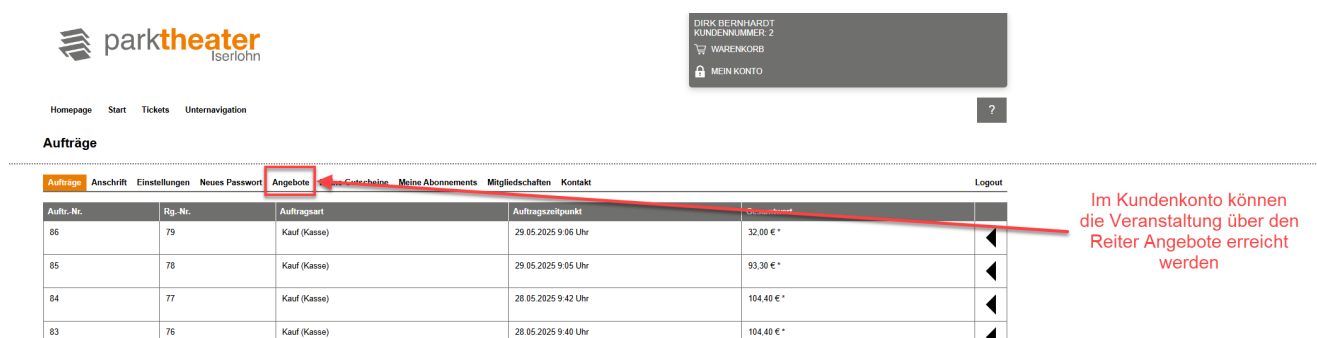 DIRK BERNHARDT
KUNDENNUMMER: 2
WARENKORB
MEIN KONTO
parktheater
Iserlohn
Homepage Start Tickets Unternavigation ?
Aufträge
Aufträge Anschrift Einstellungen Neues Passwort Angebote Gutscheine Meine Abonnements Mitgliedschaften Kontakt Logout
Auftr.-Nr. Rg.-Nr. Auftragsart Auftragszeitpunkt
86 79 Kauf (Kasse) 29.05.2025 9:06 Uhr 32,00 € *
85 78 Kauf (Kasse) 29.05.2025 9:05 Uhr 93,30 € *
84 77 Kauf (Kasse) 28.05.2025 9:42 Uhr 104,40 € *
83 76 Kauf (Kasse) 28.05.2025 9:40 Uhr 104,40 € *
Im Kundenkonto können
die Veranstaltung über den
Reiter Angebote erreicht
werden